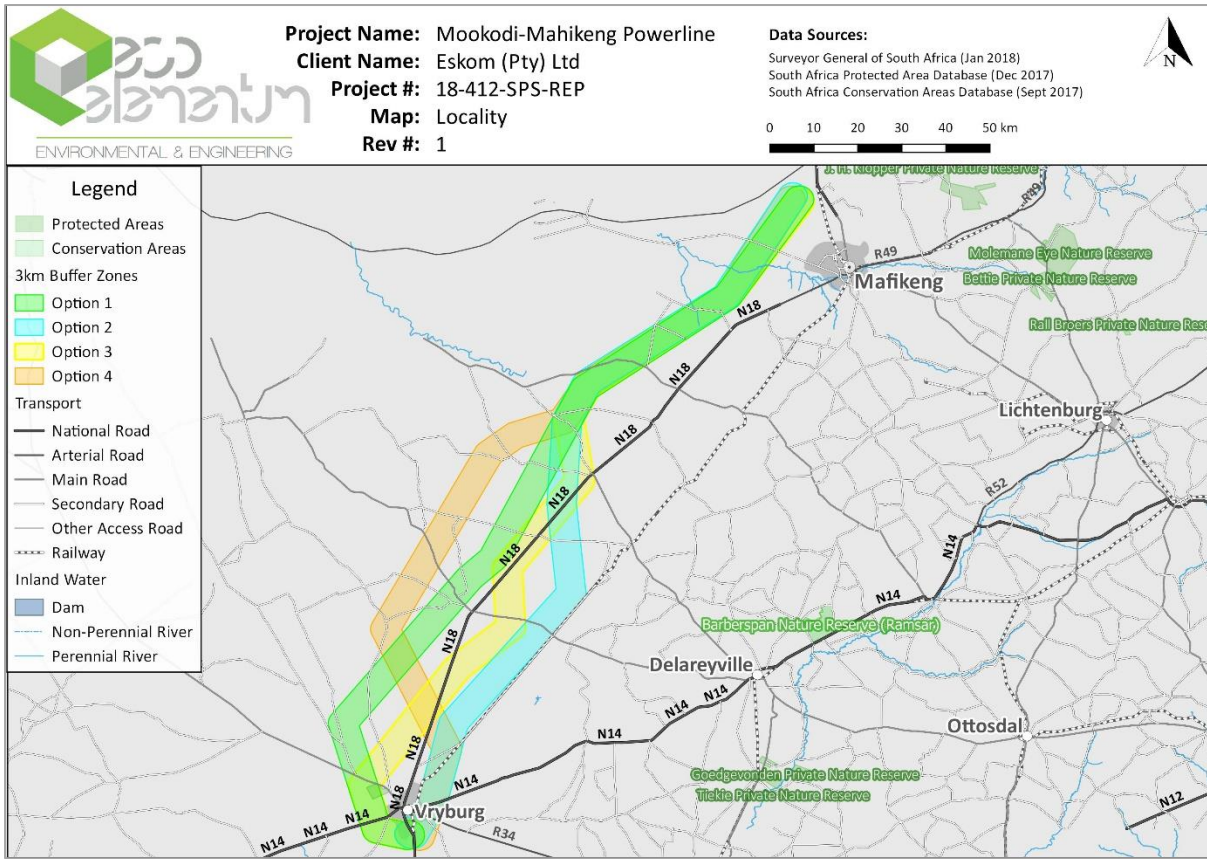 eco
elementum
ENVIRONMENTAL & ENGINEERING
Project Name: Mookodi-Mahikeng Powerline
Client Name: Eskom (Pty) Ltd
Project #: 18-412-SPS-REP
Map: Locality
Rev #: 1
Data Sources:
Surveyor General of South Africa (Jan 2018)
South Africa Protected Area Database (Dec 2017)
South Africa Conservation Areas Database (Sept 2017)
0 10 20 30 40 50 km
N
Legend
Protected Areas
Conservation Areas
3km Buffer Zones
Option 1
Option 2
Option 3
Option 4
Transport
National Road
Arterial Road
Main Road
Secondary Road
Other Access Road
Railway
Inland Water
Dam
Non-Perennial River
Perennial River
J. H. Klopper Private Nature Reserve
R49
R49
Molemane Eye Nature Reserve
Mafikeng
Bettie Private Nature Reserve
N18
Rall Broers Private Nature Rese
N18
Lichtenburg
N18
R52
N18
N18
N14
N14
Barberspan Nature Reserve (Ramsar)
N18
Delareyville
N14
N14
Ottosdal
N14
N14
N18
Goedgevonden Private Nature Reserve
N14
Tiekie Private Nature Reserve
N18
Vryburg
N12
N14
N14
N14
R34